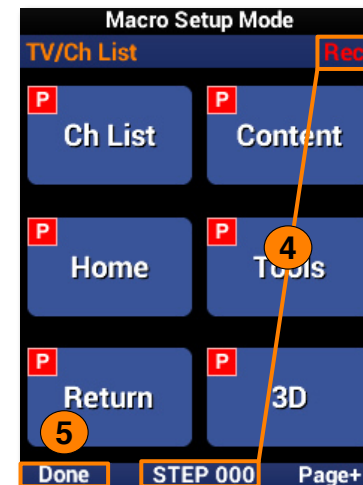 Macro Setup Mode
TV/Ch List Rec
P P
Ch List Content
P P
4
Home Tools
P P
Return 3D
5
Done STEP 000 Page+